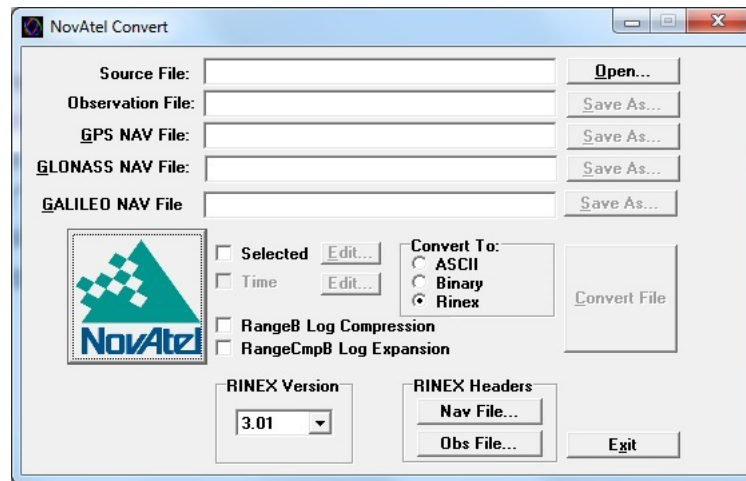 NovAtel Convert
Source File:
Open...
Observation File:
Save As...
GPS NAV File:
Save As...
GLONASS NAV File:
Save As...
GALILEO NAV File
Save As...
NovAtel
Selected
Edit...
Time
Edit...
Convert To:
ASCII
Binary
Rinex
Convert File
RangeB Log Compression
RangeCmpB Log Expansion
RINEX Version
3.01
RINEX Headers
Nav File...
Obs File...
Exit